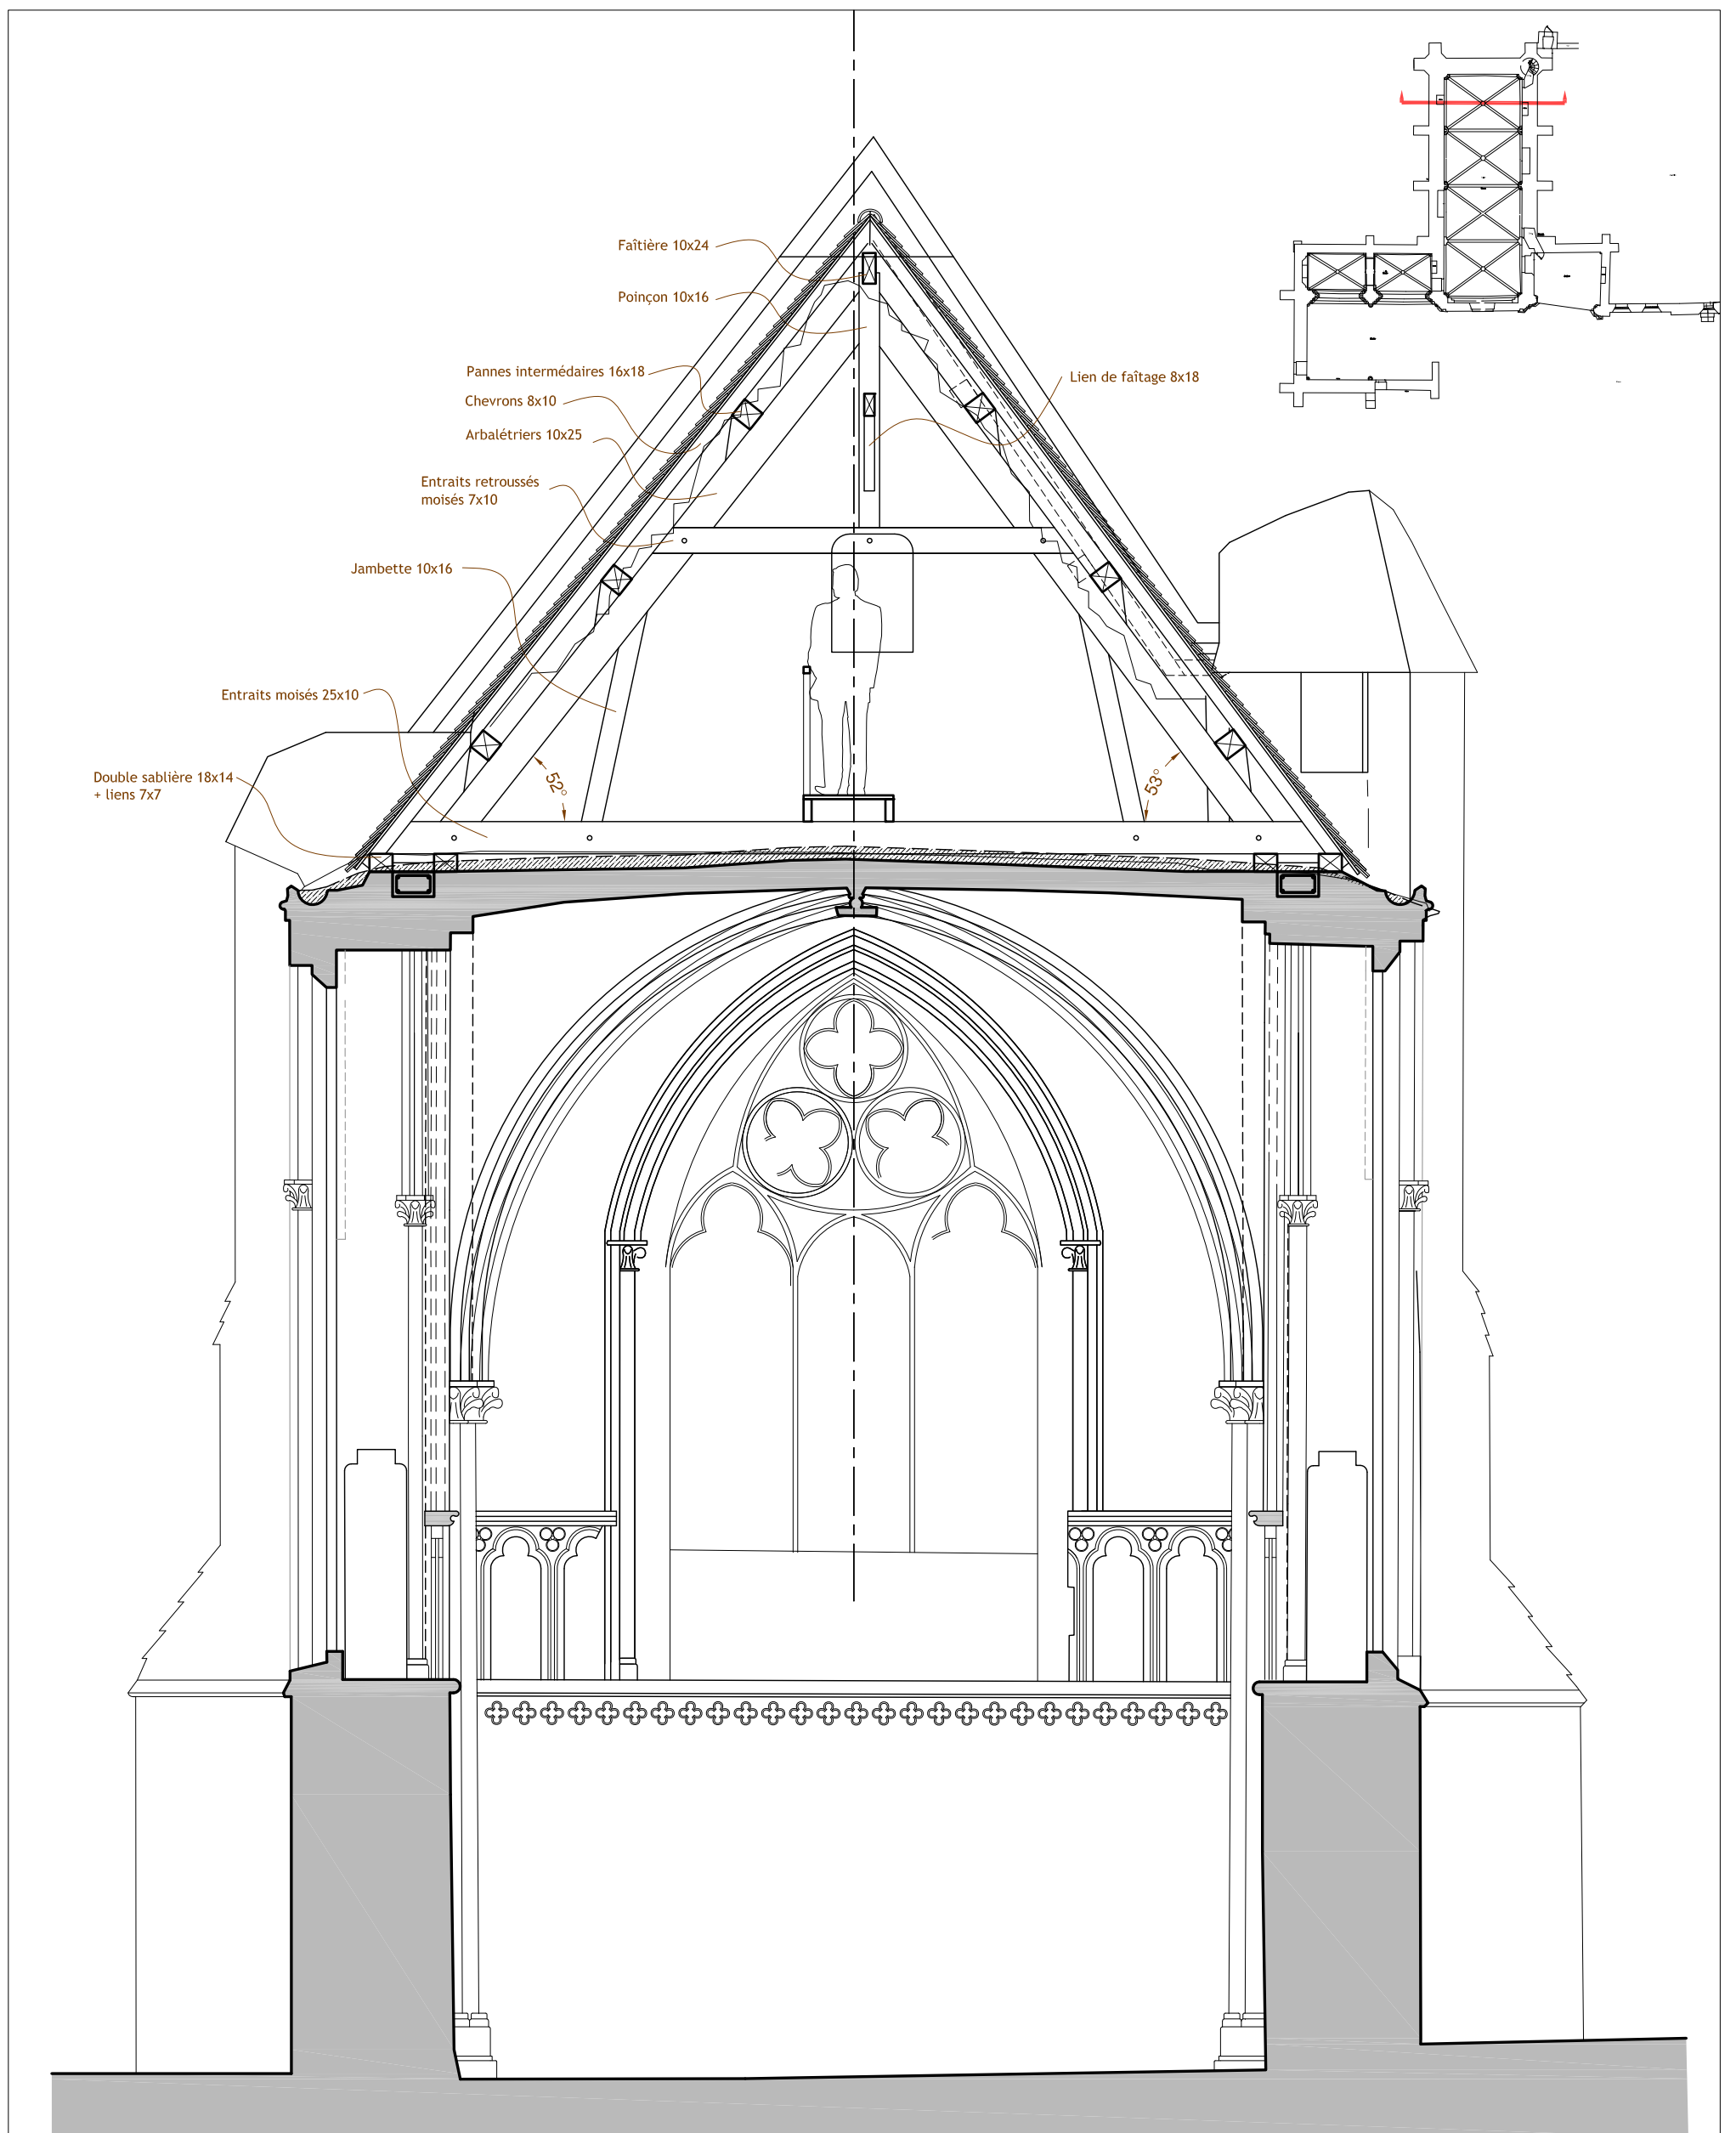 Faîtière 10x24
Poinçon 10x16
Pannes intermédaires 16x18
Chevrons 8x10
Arbalétriers 10x25
Entraits retroussés
moisés 7x10
Lien de faîtage 8x18
Jambette 10x16
Entraits moisés 25x10
Double sablière 18x14
+ liens 7x7
52°
53°